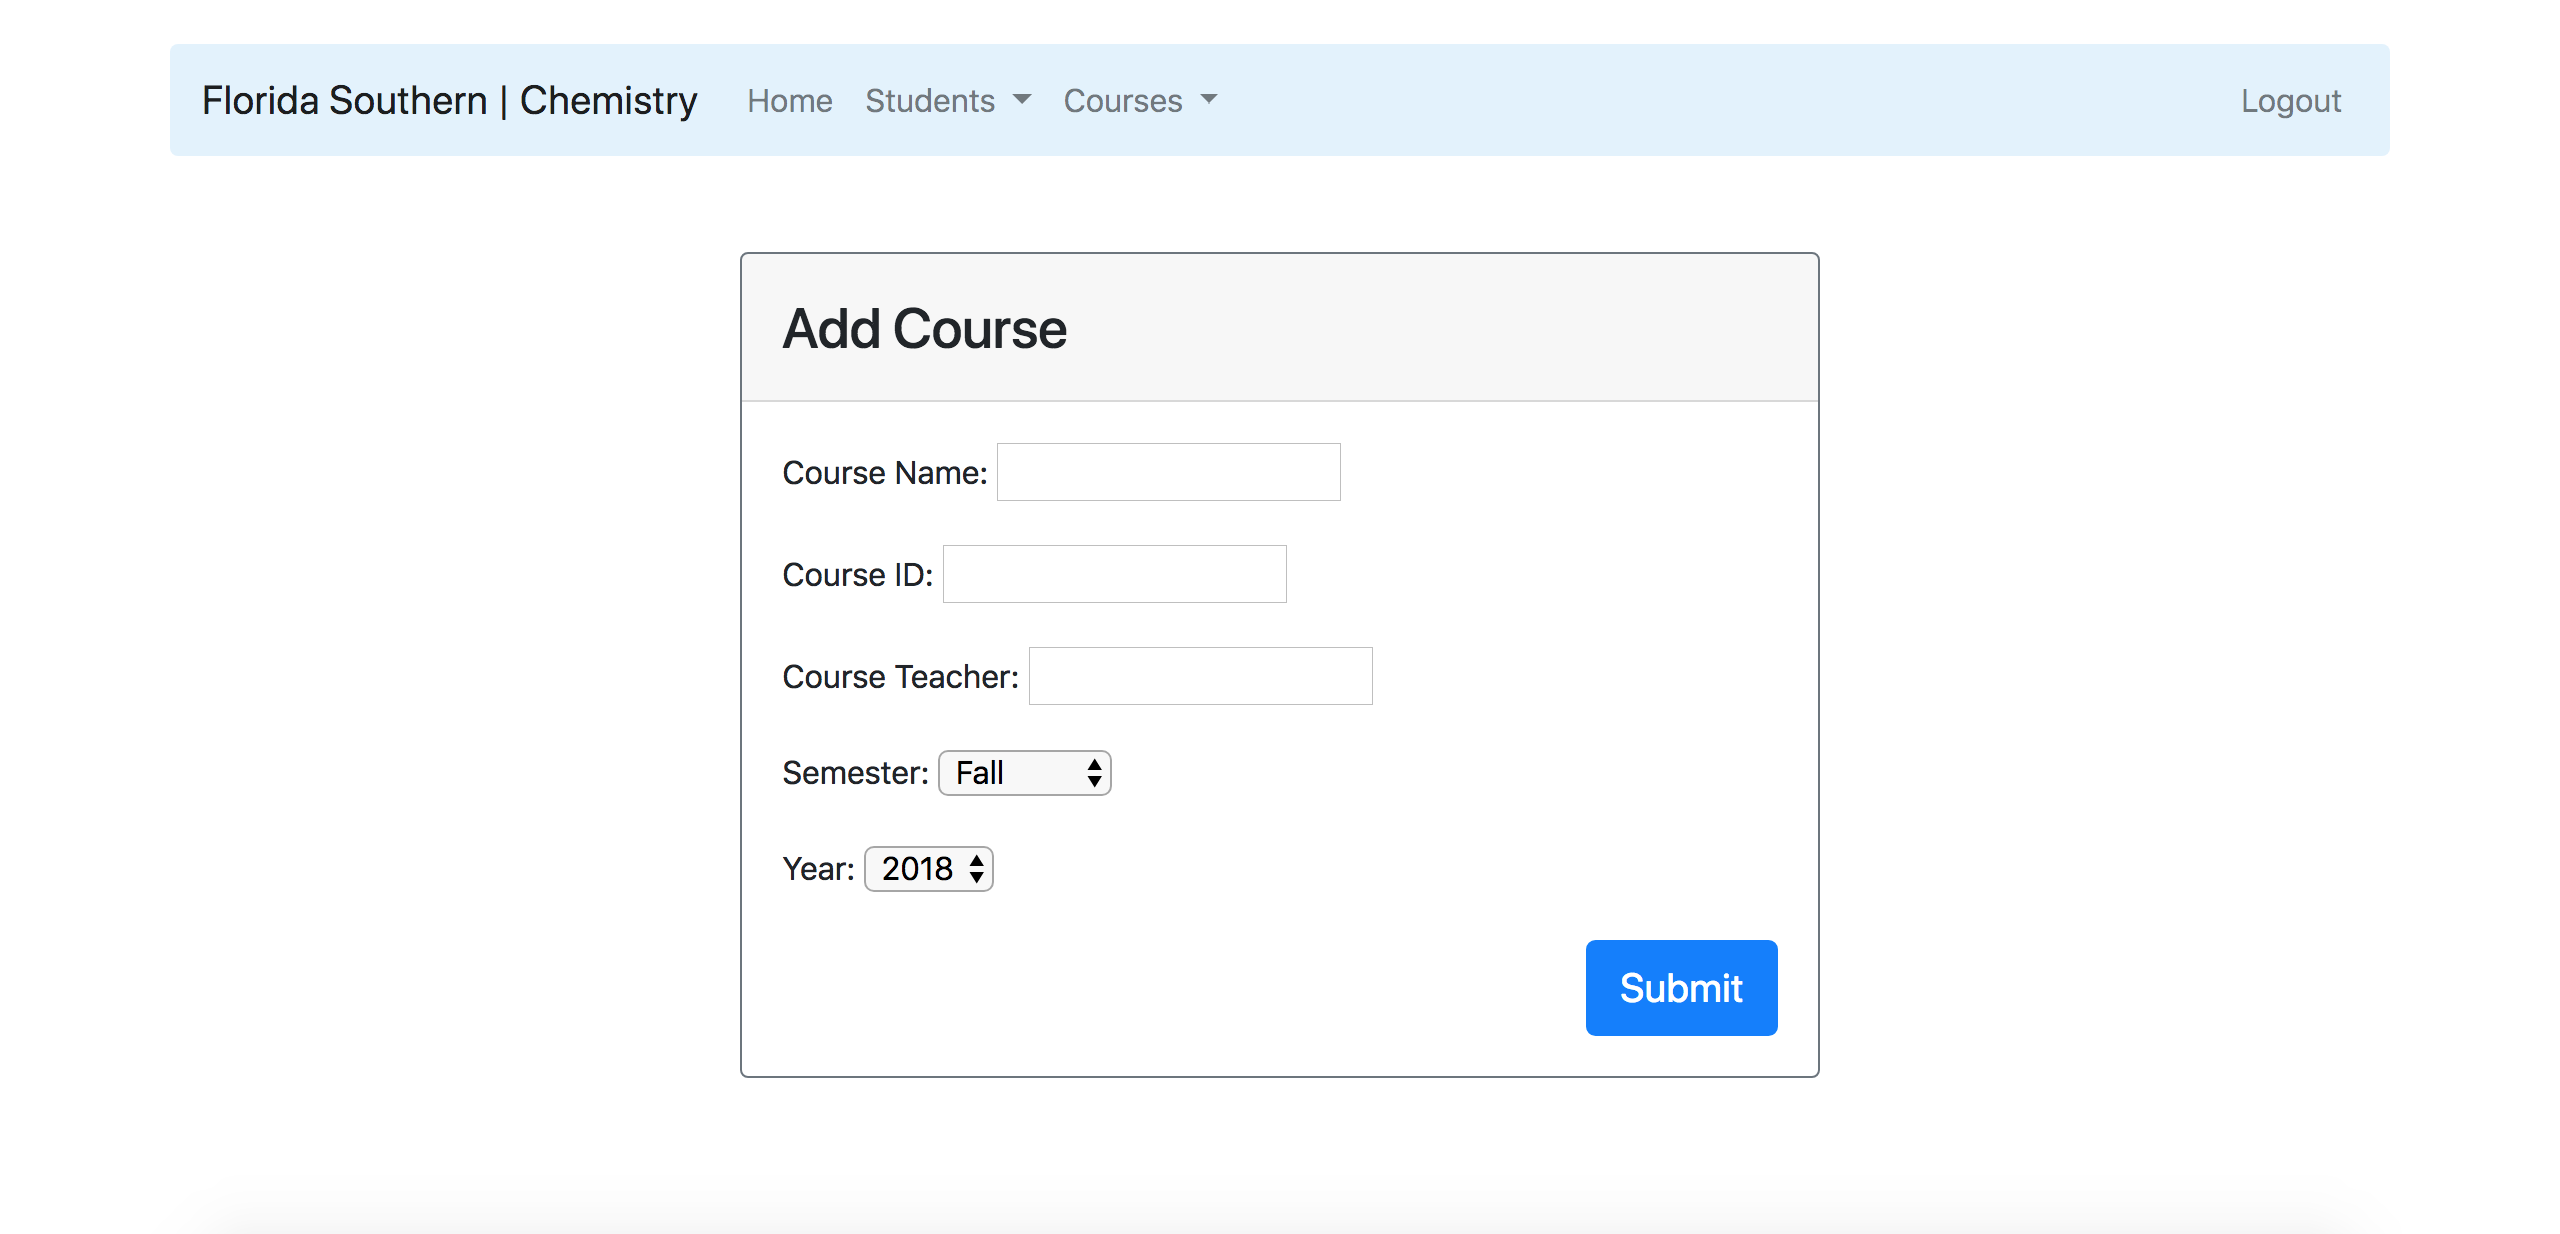 Florida Southern | Chemistry Home Students Courses Logout
Add Course
Course Name:
Course ID:
Course Teacher:
Semester: Fall
Year: 2018
Submit